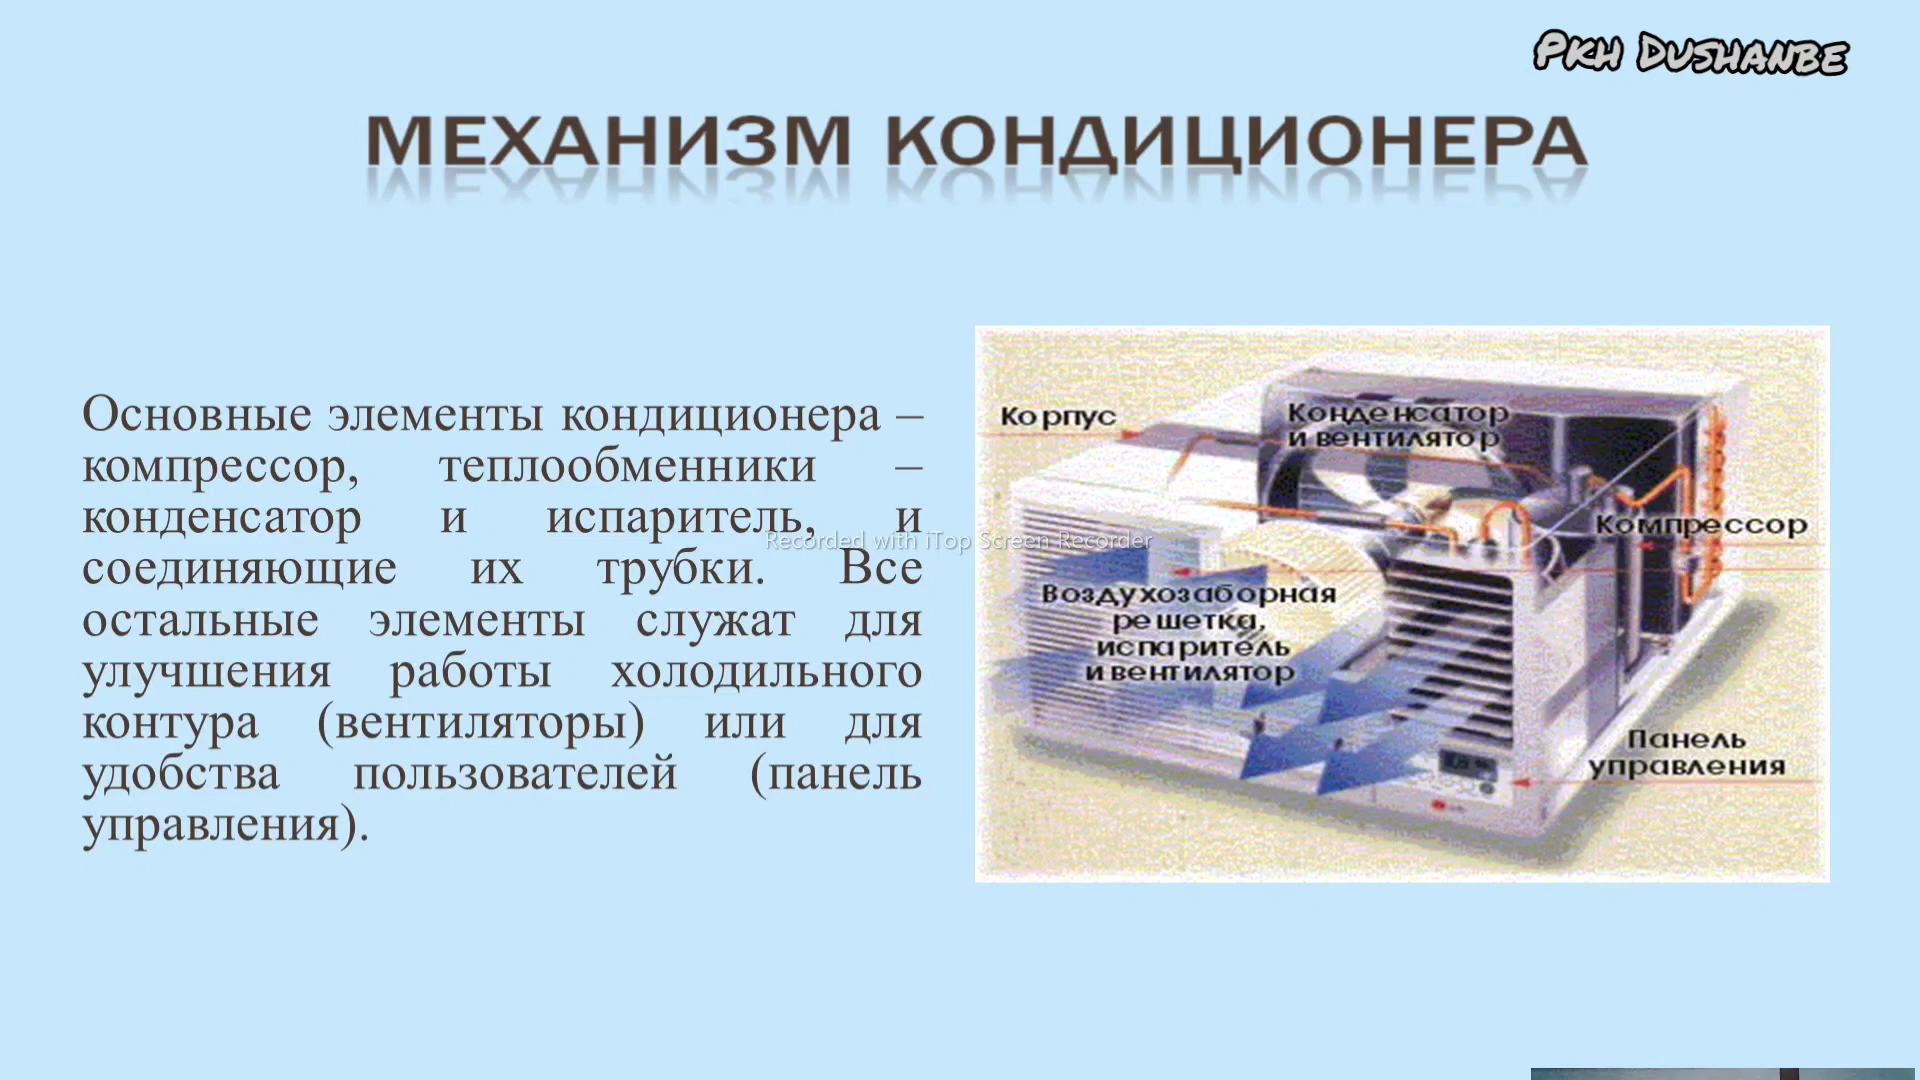 Pkh Dushanbe
МЕХАНИЗМ КОНДИЦИОНЕРА
Основные элементы кондиционера –
компрессор, теплообменники –
конденсатор и испаритель, и
соединяющие их трубки. Все
остальные элементы служат для
улучшения работы холодильного
контура (вентиляторы) или для
удобства пользователей (панель
управления).
Корпус
Конденсатор
и вентилятор
Компрессор
Воздухозаборная
решетка,
испаритель
и вентилятор
Панель
управления
Recorded with iTop Screen Recorder